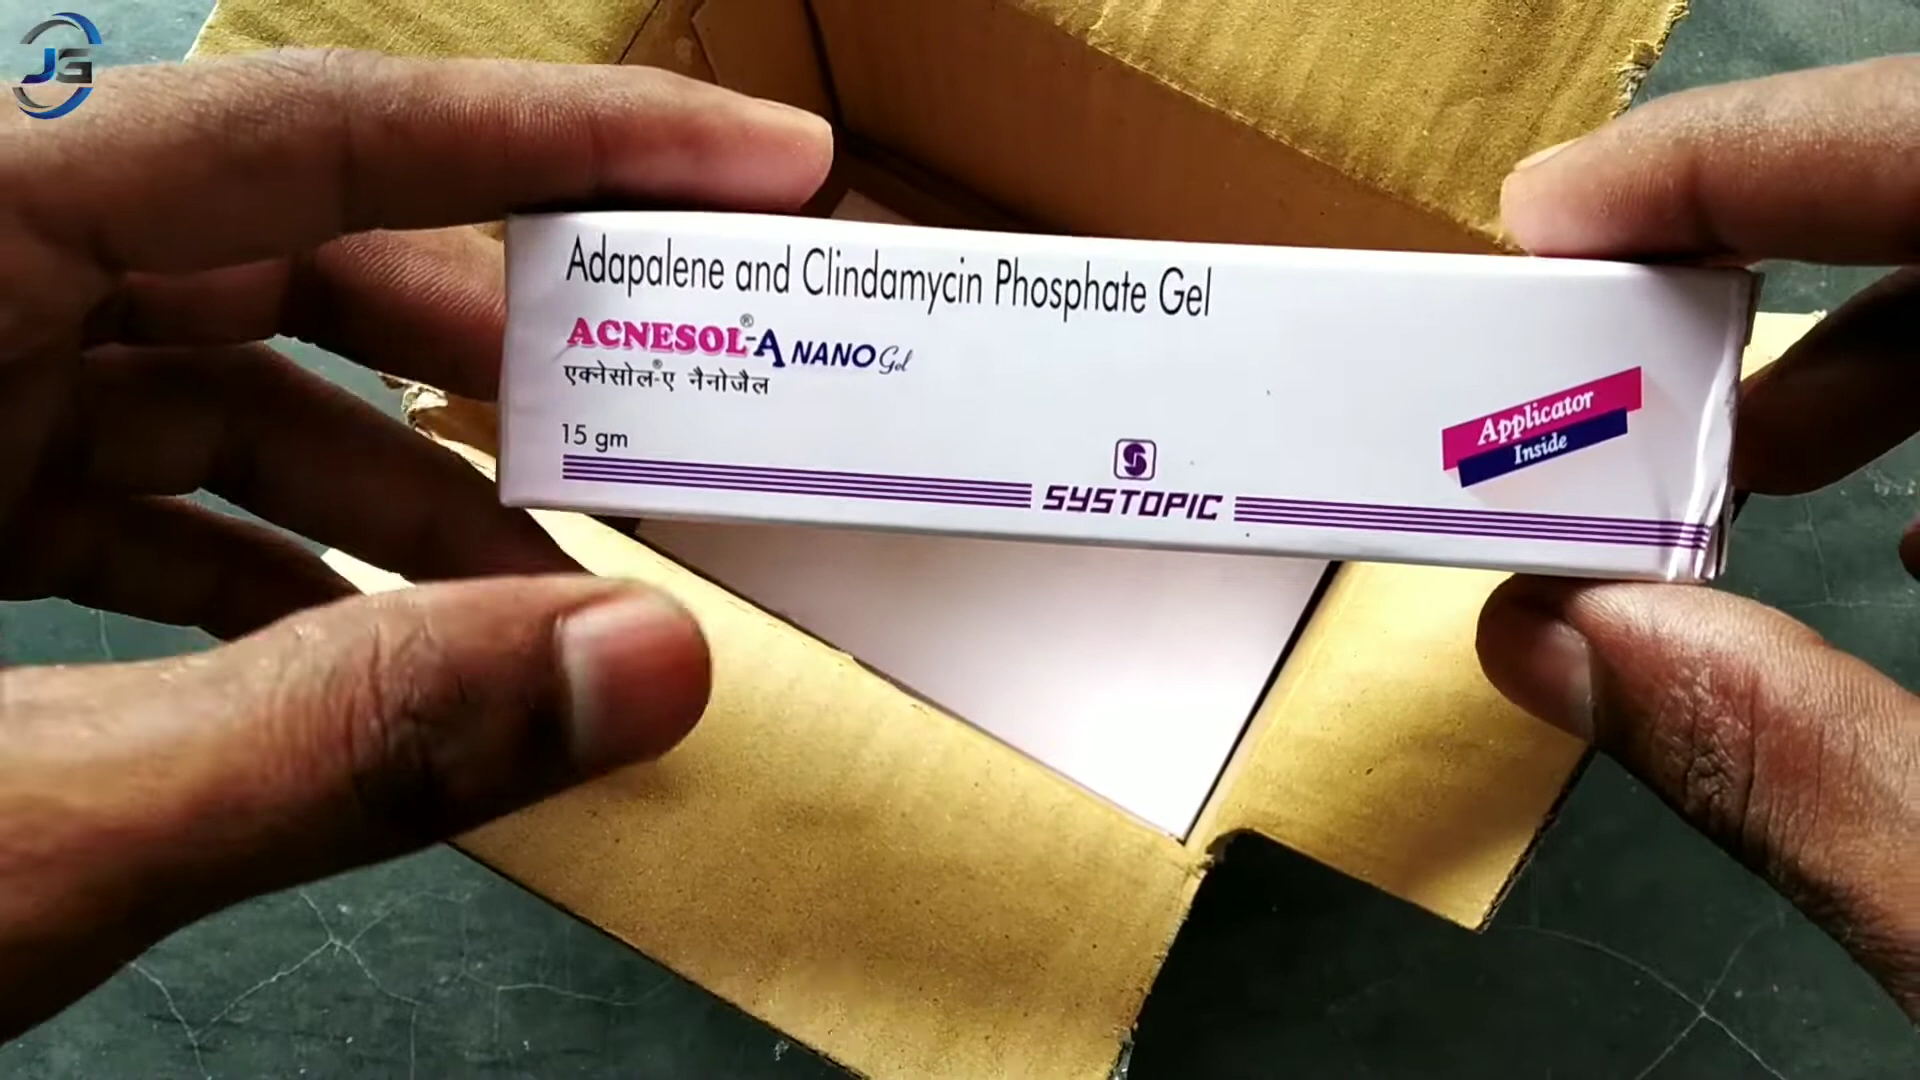 JG
Adapalene and Clindamycin Phosphate Gel
ACNESOL®-A NANO Gel
एक्नेसोल®-ए नैनोजैल
15 gm
Applicator
Inside
SYSTOPIC